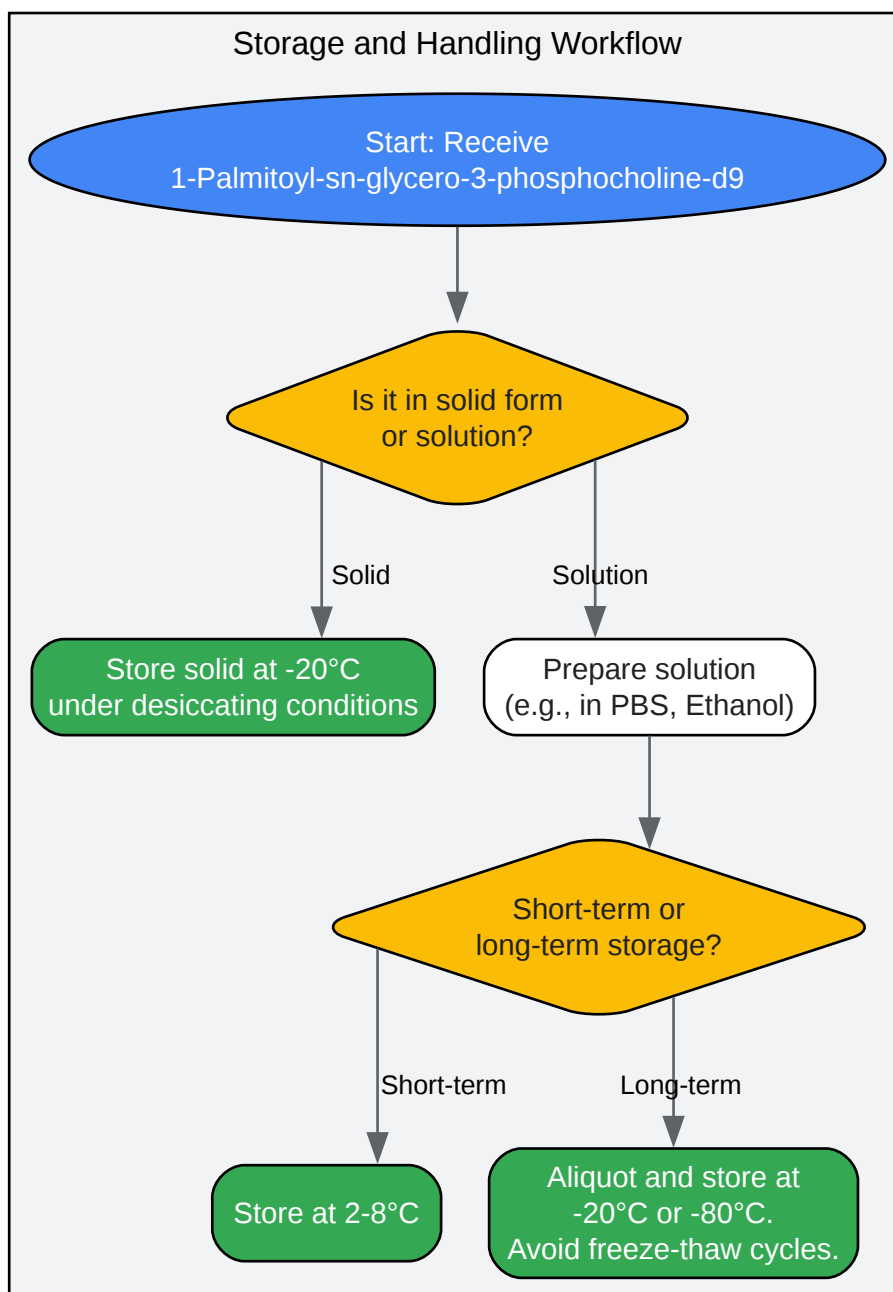 Storage and Handling Workflow
Start: Receive
1-Palmitoyl-sn-glycero-3-phosphocholine-d9
Is it in solid form
or solution?
Solid
Solution
Store solid at -20°C
under desiccating conditions
Prepare solution
(e.g., in PBS, Ethanol)
Short-term or
long-term storage?
Short-term
Long-term
Store at 2-8°C
Aliquot and store at
-20°C or -80°C.
Avoid freeze-thaw cycles.